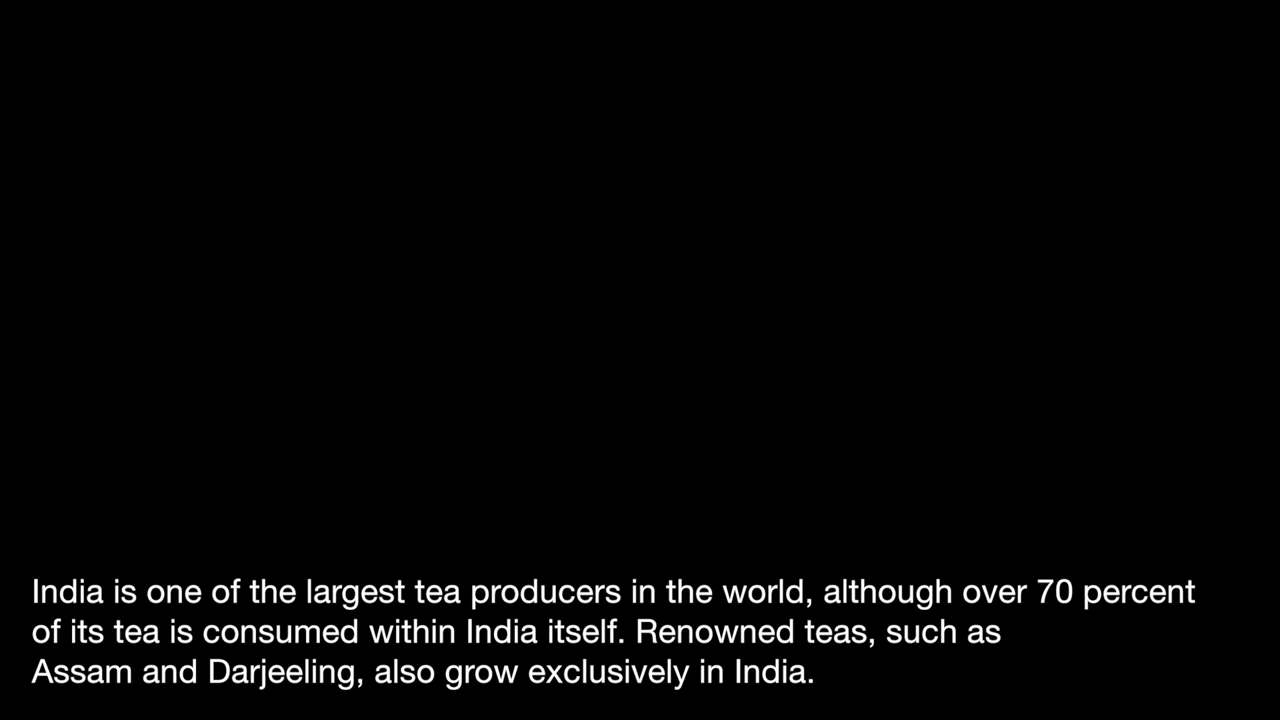 India is one of the largest tea producers in the world, although over 70 percent
of its tea is consumed within India itself. Renowned teas, such as
Assam and Darjeeling, also grow exclusively in India.